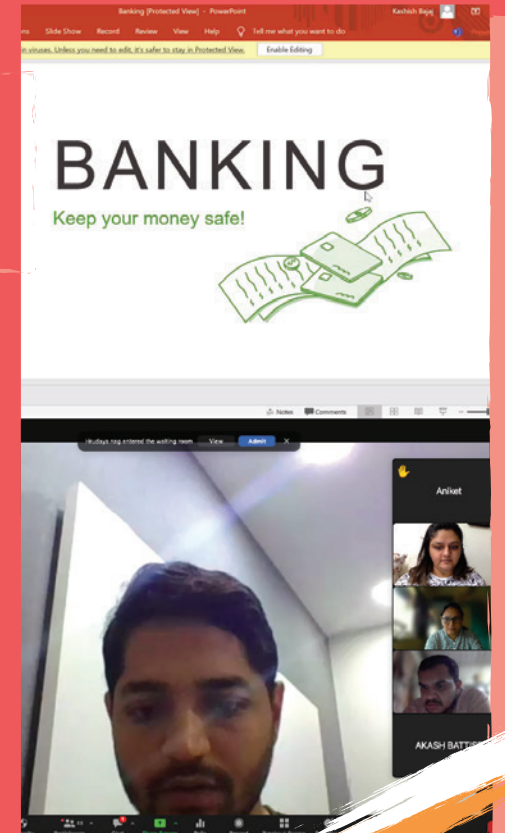 Banking [Protected View] - PowerPoint
Kashish Bajaj
Slide Show Record Review View Help Tell me what you want to do
n viruses. Unless you need to edit, it's safer to stay in Protected View. Enable Editing
BANKING
Keep your money safe!
Notes Comments
entered the waiting room View Admit
Aniket
AKASH BATTIS